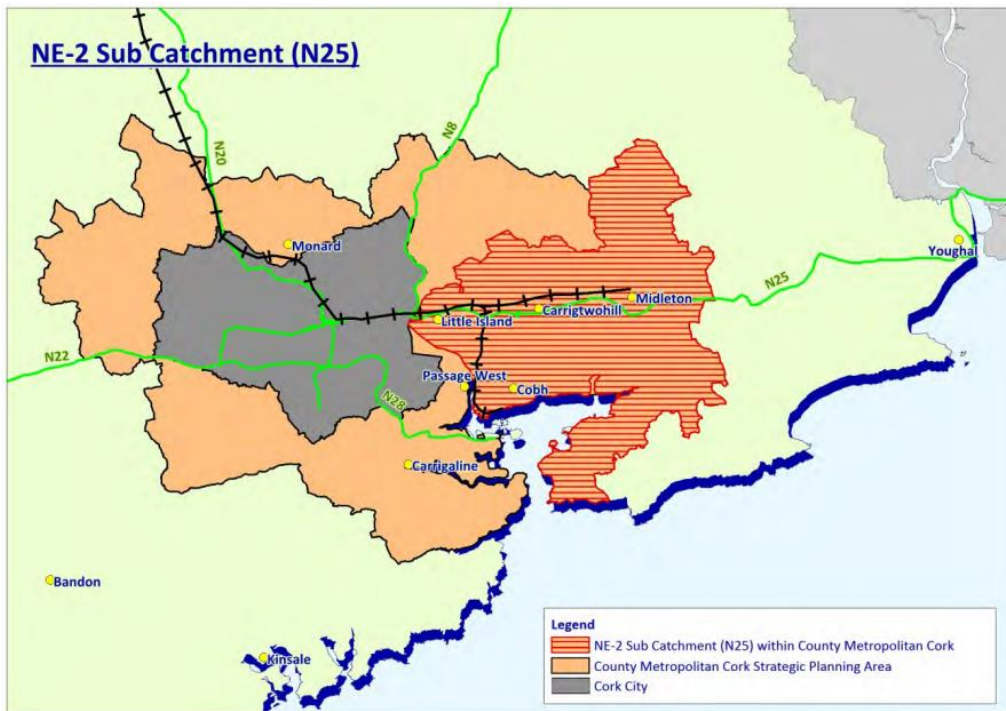 NE-2 Sub Catchment (N25)
N20
N8
Monard
Youghal
N25
Midleton
Carrigtwohill
Little Island
N22
Passage West
Cobh
N28
Carrigaline
Bandon
Kinsale
Legend
NE-2 Sub Catchment (N25) within County Metropolitan Cork
County Metropolitan Cork Strategic Planning Area
Cork City